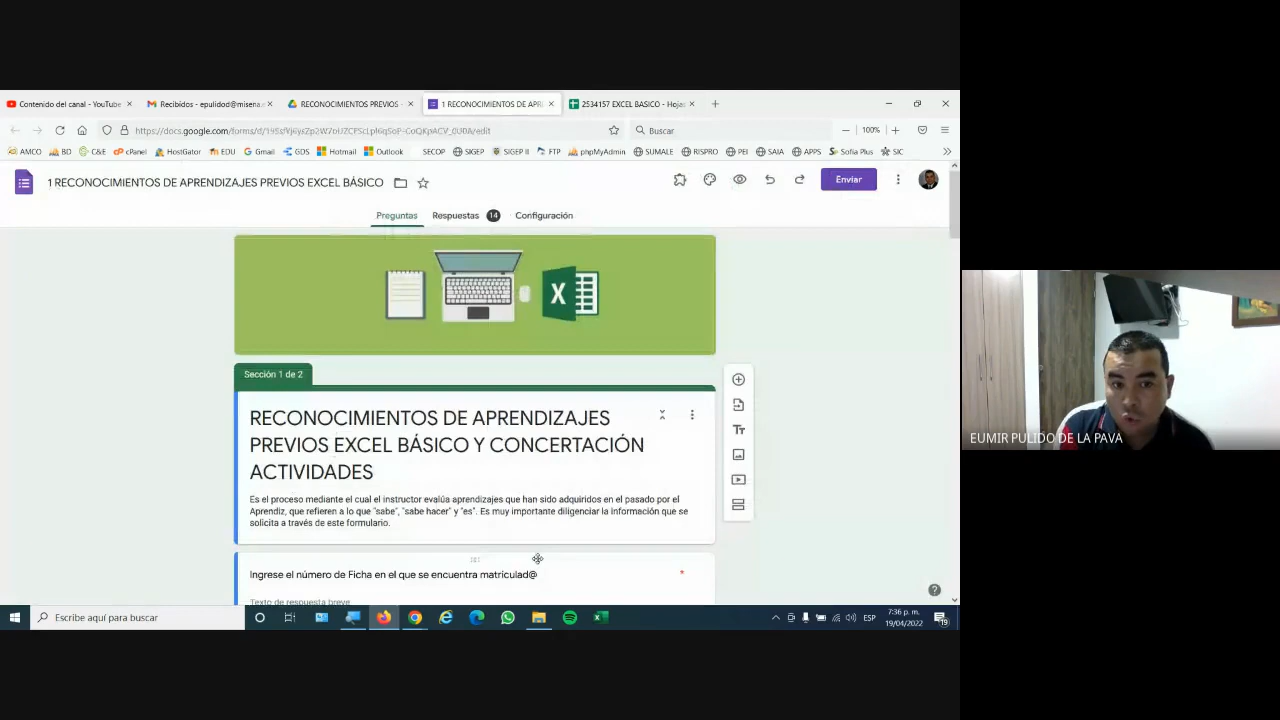 Contenido del canal - YouTube
Recibidos - epulidod@misena.e
RECONOCIMIENTOS PREVIOS -
1 RECONOCIMIENTOS DE APRE
2534157 EXCEL BASICO - Hojas
Buscar
100%
AMCO BD C&E cPanel HostGator EDU Gmail GDS Hotmail Outlook SECOP SIGEP SIGEP II FTP phpMyAdmin SUMALE RISPRO PEI SAIA APPS Sofia Plus SIC
1 RECONOCIMIENTOS DE APRENDIZAJES PREVIOS EXCEL BÁSICO
Enviar
Preguntas Respuestas 14 Configuración
Sección 1 de 2
RECONOCIMIENTOS DE APRENDIZAJES
PREVIOS EXCEL BÁSICO Y CONCERTACIÓN
ACTIVIDADES
Es el proceso mediante el cual el instructor evalúa aprendizajes que han sido adquiridos en el pasado por el
Aprendiz, que refieren a lo que "sabe", "sabe hacer" y "es". Es muy importante diligenciar la información que se
solicita a través de este formulario.
Ingrese el número de Ficha en el que se encuentra matriculad@ *
Texto de respuesta breve
Escribe aquí para buscar
ESP
7:36 p. m.
19/04/2022
19
EUMIR PULIDO DE LA PAVA